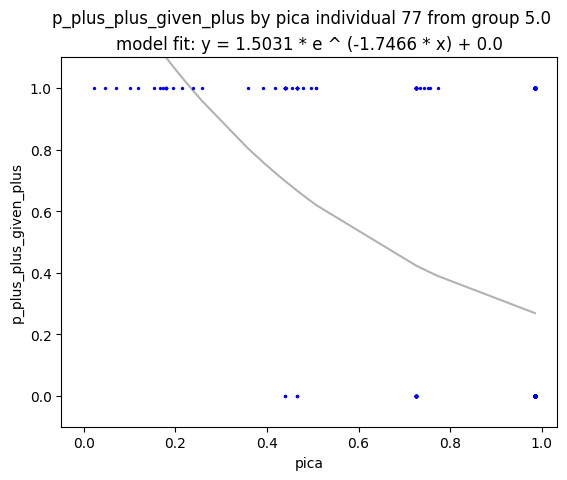 p_plus_plus_given_plus by pica individual 77 from group 5.0
model fit: y = 1.5031 * e ^ (-1.7466 * x) + 0.0
1.0
0.8
0.6
0.4
0.2
0.0
p_plus_plus_given_plus
0.0 0.2 0.4 0.6 0.8 1.0
pica